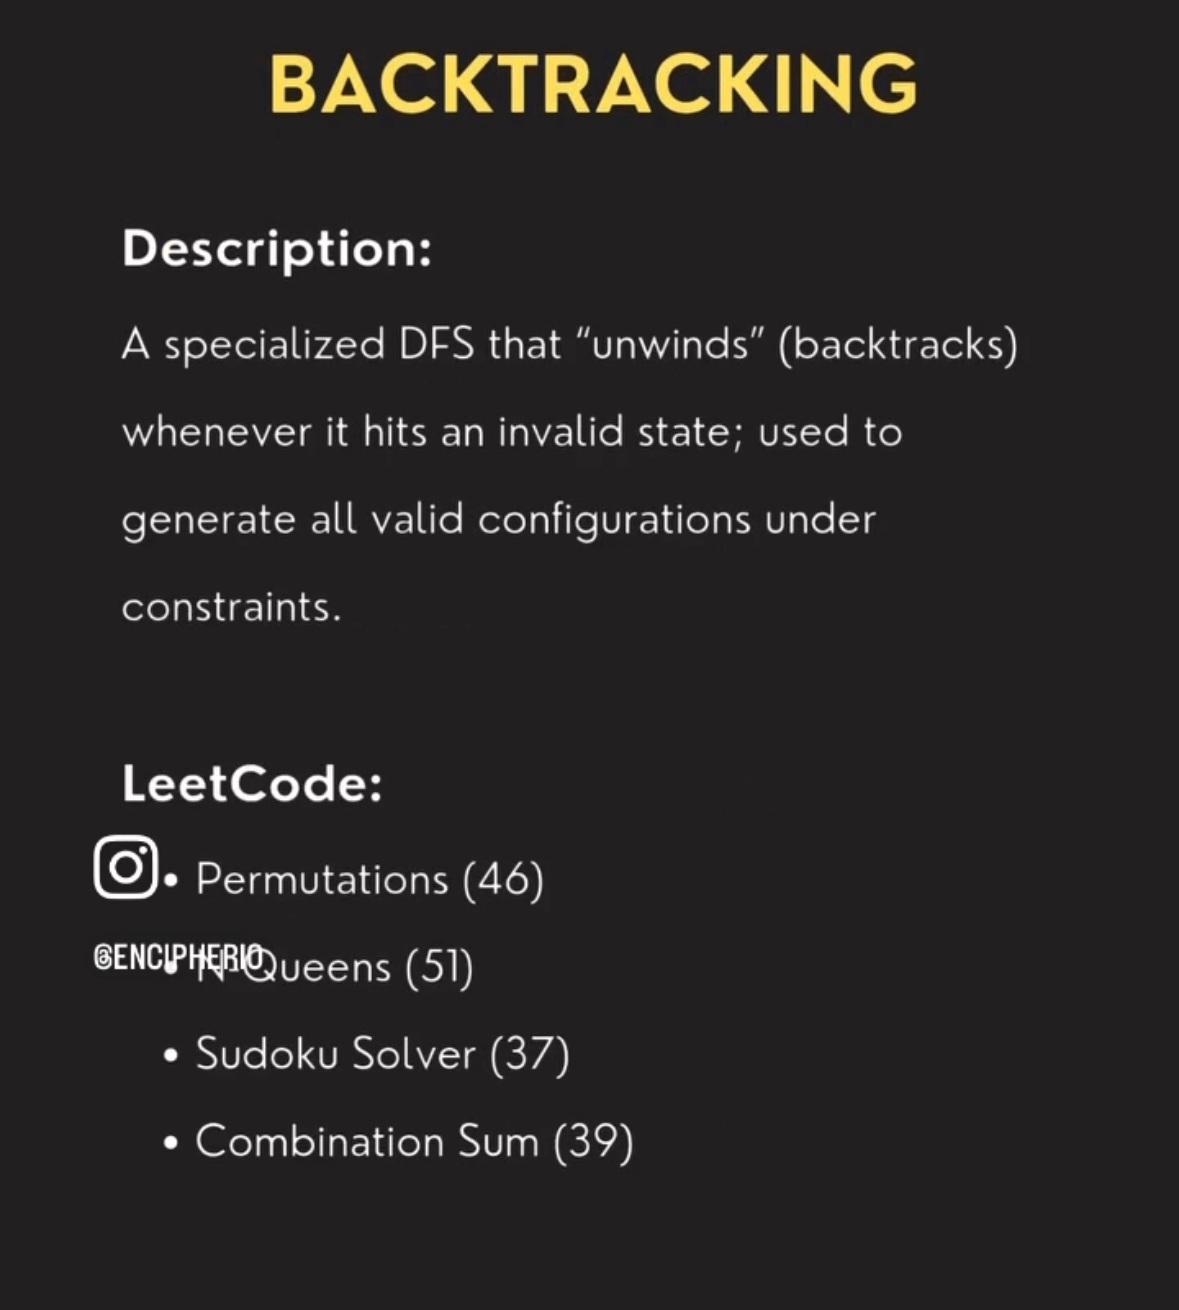 BACKTRACKING
Description:
A specialized DFS that “unwinds” (backtracks)
whenever it hits an invalid state; used to
generate all valid configurations under
constraints.
LeetCode:
• Permutations (46)
@ENCIPHERIO
• N-Queens (51)
• Sudoku Solver (37)
• Combination Sum (39)